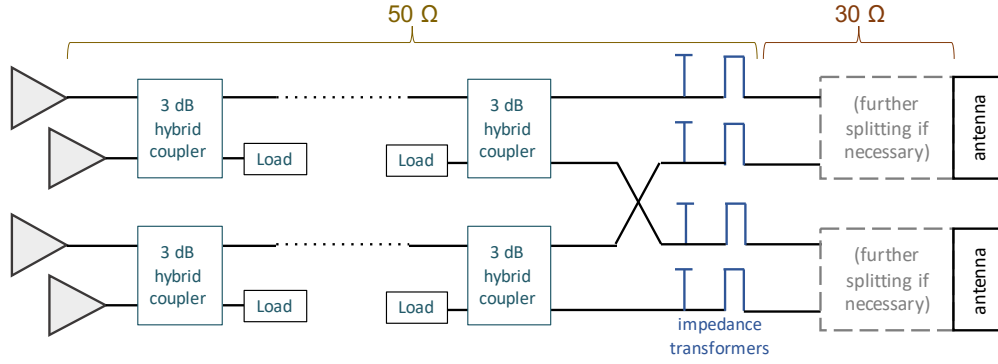 50 Ω
30 Ω
3 dB
hybrid
coupler
Load
Load
3 dB
hybrid
coupler
(further
splitting if
necessary)
antenna
3 dB
hybrid
coupler
Load
Load
3 dB
hybrid
coupler
(further
splitting if
necessary)
antenna
impedance
transformers